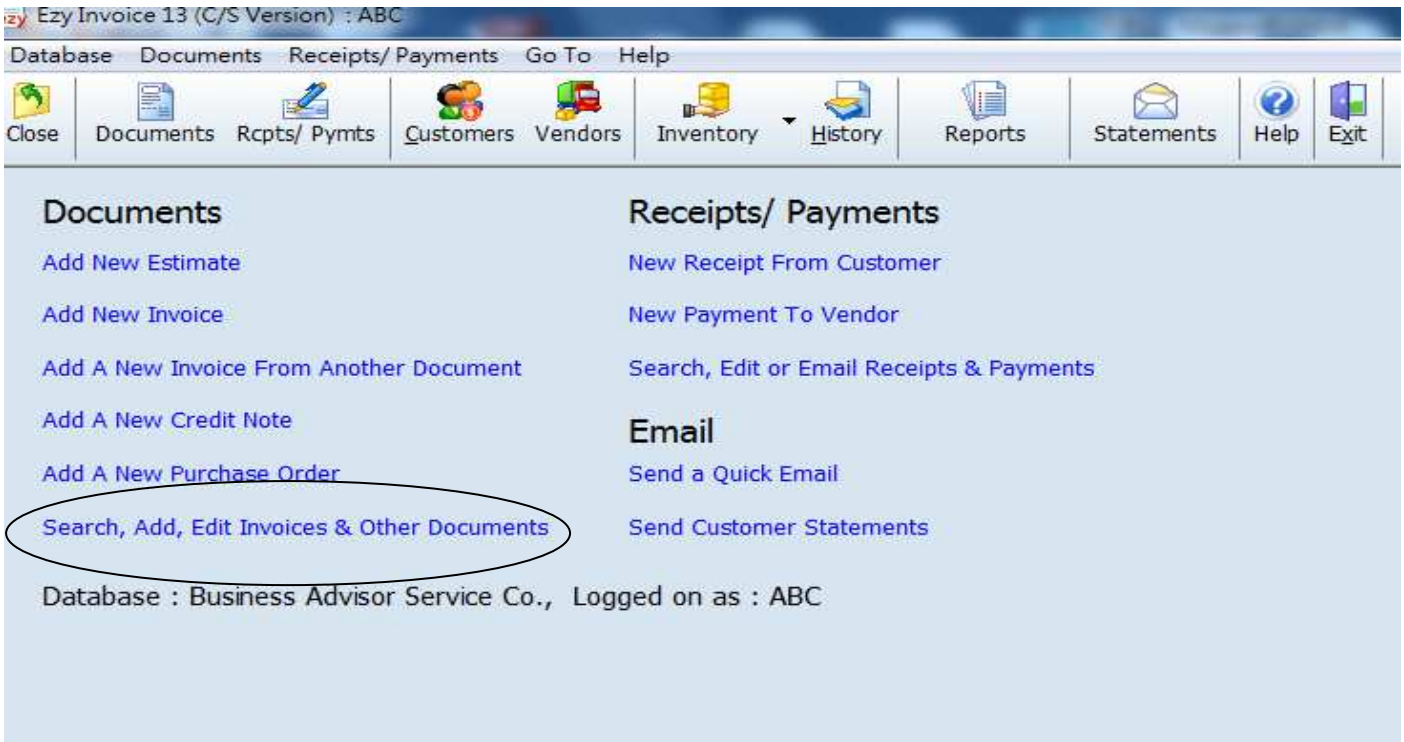 ezy Ezy Invoice 13 (C/S Version) : ABC
Database Documents Receipts/ Payments Go To Help
Close Documents Rcpts/ Pymts Customers Vendors Inventory History Reports Statements Help Exit
Documents
Add New Estimate
Add New Invoice
Add A New Invoice From Another Document
Add A New Credit Note
Add A New Purchase Order
Search, Add, Edit Invoices & Other Documents
Receipts/ Payments
New Receipt From Customer
New Payment To Vendor
Search, Edit or Email Receipts & Payments
Email
Send a Quick Email
Send Customer Statements
Database : Business Advisor Service Co., Logged on as : ABC